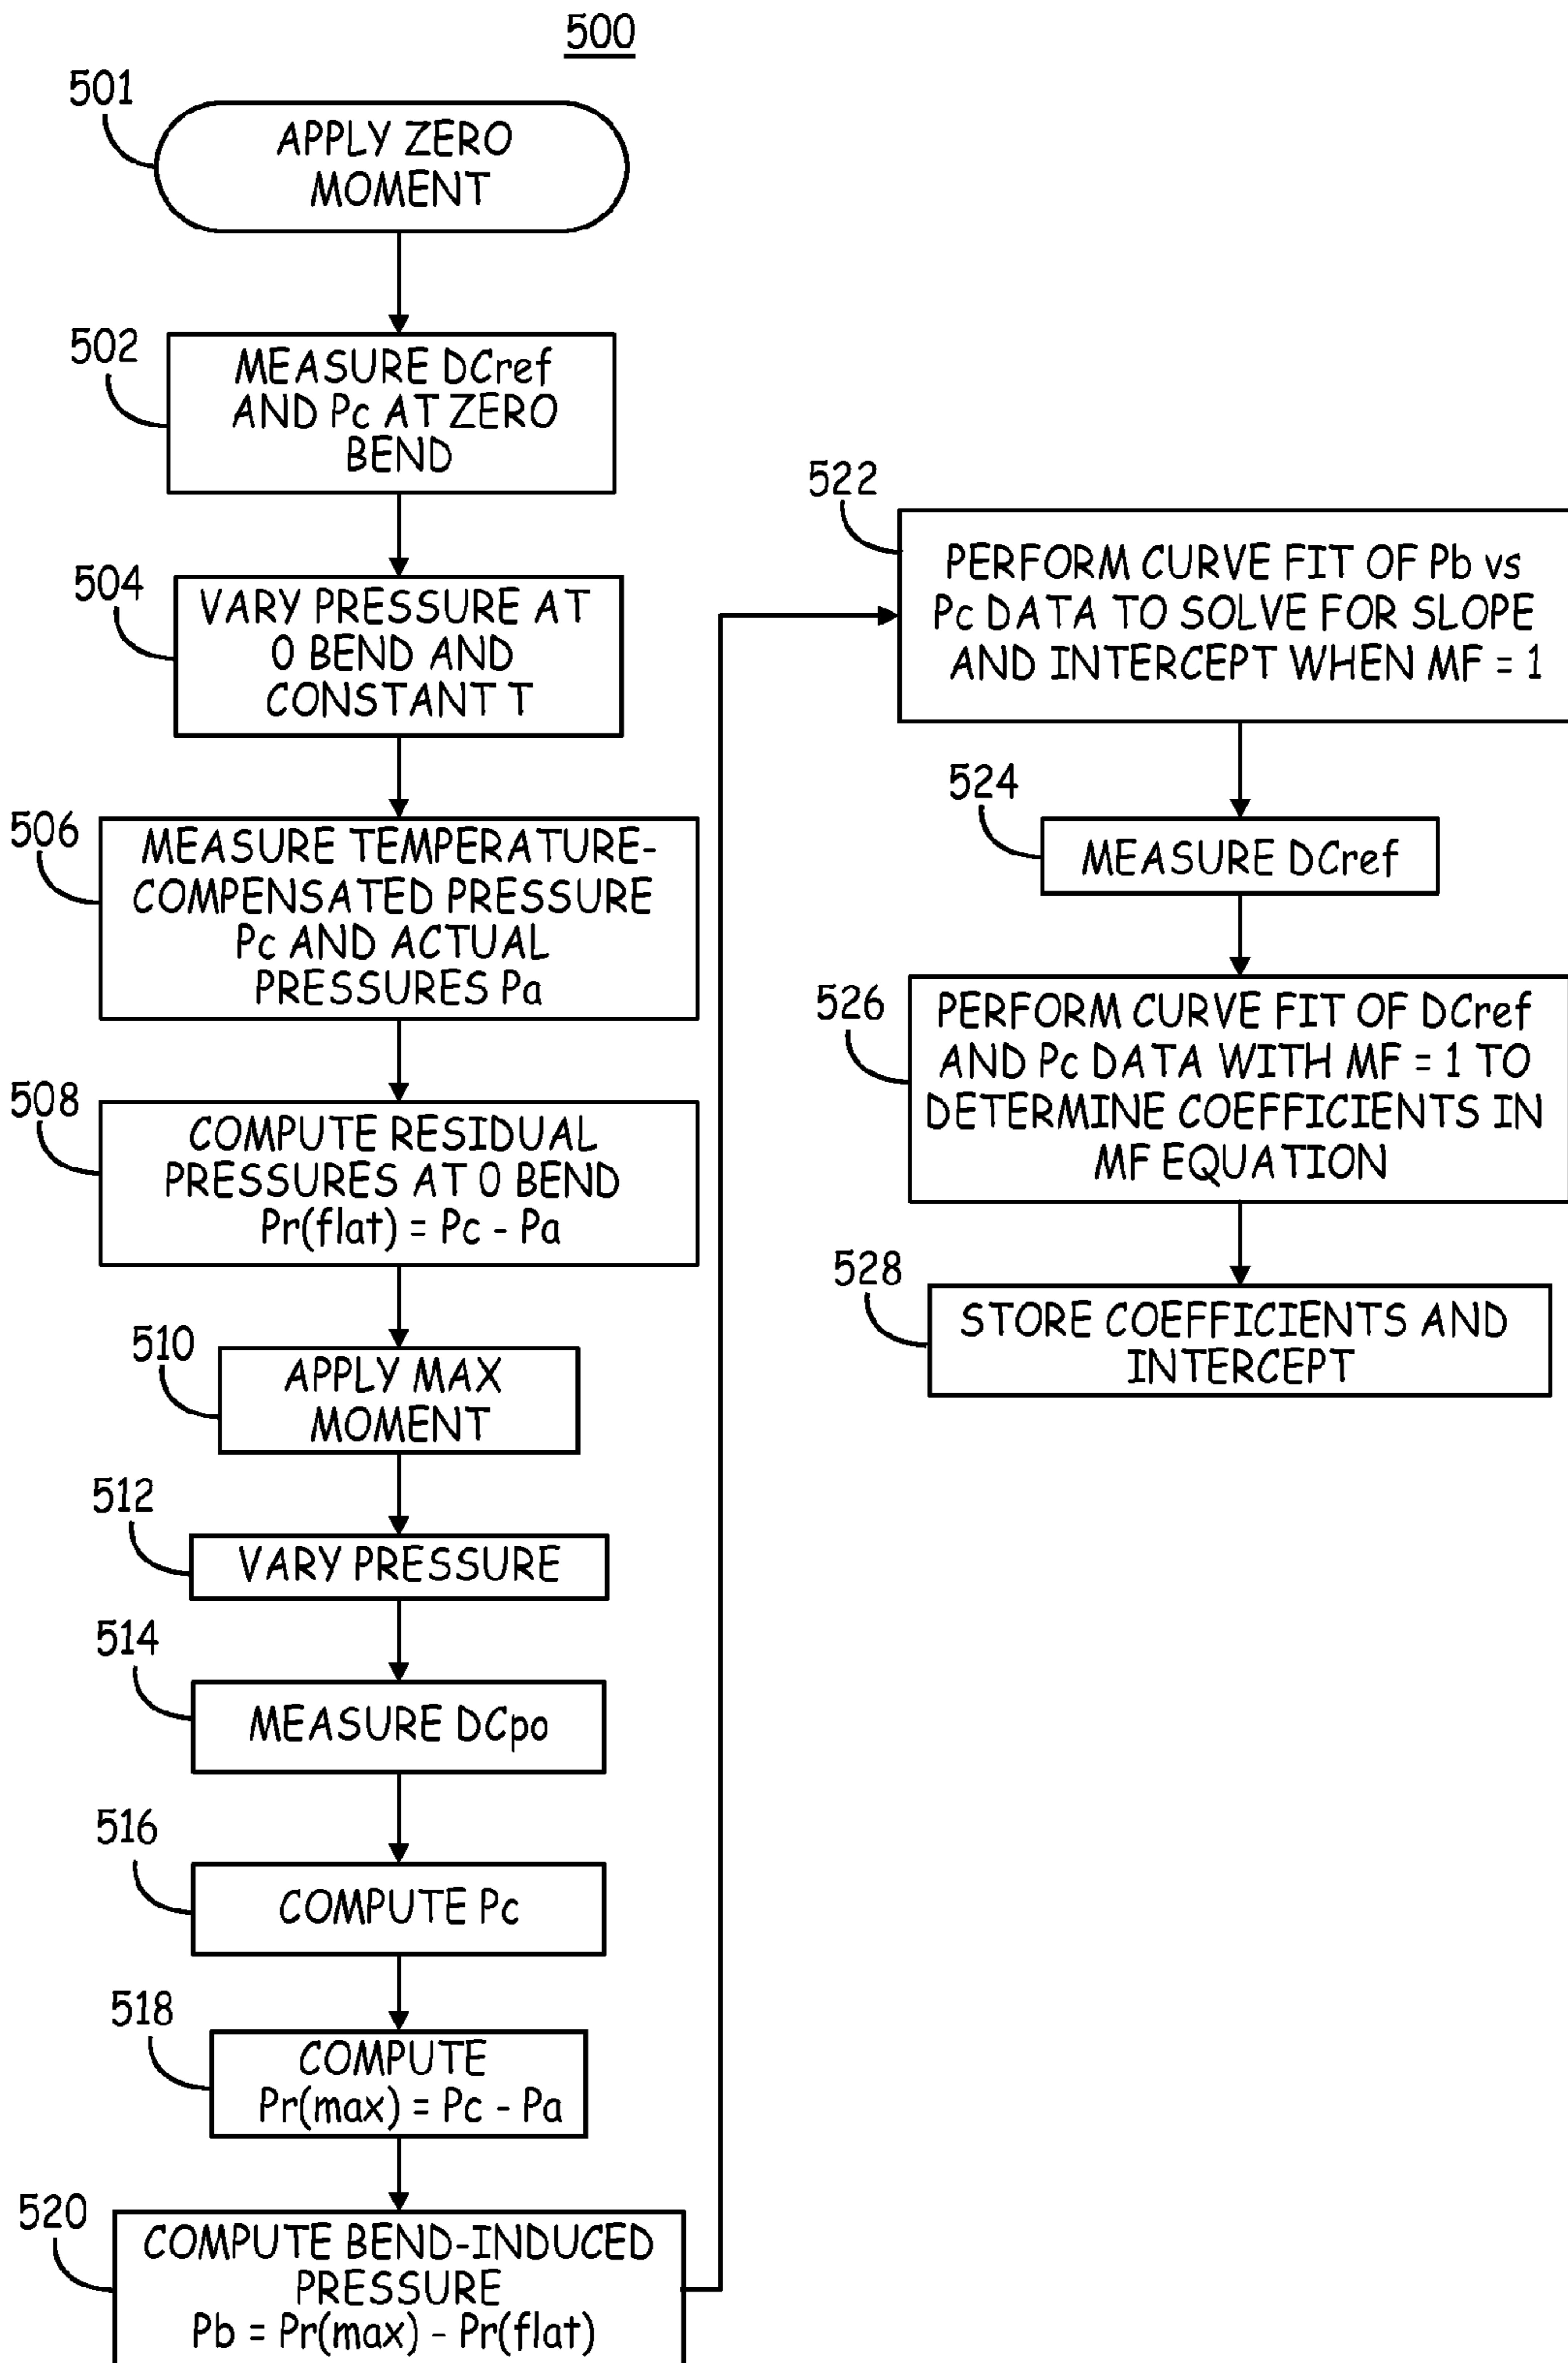 500
501
APPLY ZERO
MOMENT
502
MEASURE DCref
AND Pc AT ZERO
BEND
504
VARY PRESSURE AT
0 BEND AND
CONSTANT T
506
MEASURE TEMPERATURE-
COMPENSATED PRESSURE
Pc AND ACTUAL
PRESSURES Pa
508
COMPUTE RESIDUAL
PRESSURES AT 0 BEND
Pr(flat) = Pc - Pa
510
APPLY MAX
MOMENT
512
VARY PRESSURE
514
MEASURE DCpo
516
COMPUTE Pc
518
COMPUTE
Pr(max) = Pc - Pa
520
COMPUTE BEND-INDUCED
PRESSURE
Pb = Pr(max) - Pr(flat)
522
PERFORM CURVE FIT OF Pb vs
Pc DATA TO SOLVE FOR SLOPE
AND INTERCEPT WHEN MF = 1
524
MEASURE DCref
526
PERFORM CURVE FIT OF DCref
AND Pc DATA WITH MF = 1 TO
DETERMINE COEFFICIENTS IN
MF EQUATION
528
STORE COEFFICIENTS AND
INTERCEPT